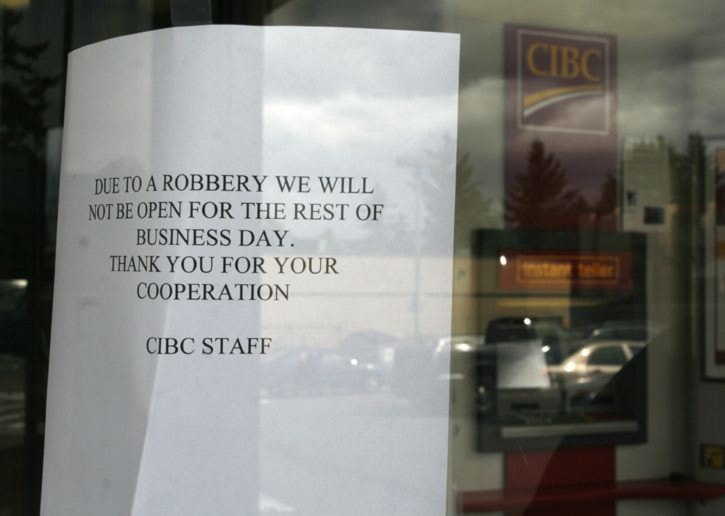 DUE TO A ROBBERY WE WILL
NOT BE OPEN FOR THE REST OF
BUSINESS DAY.
THANK YOU FOR YOUR
COOPERATION
CIBC STAFF
CIBC
Instant teller